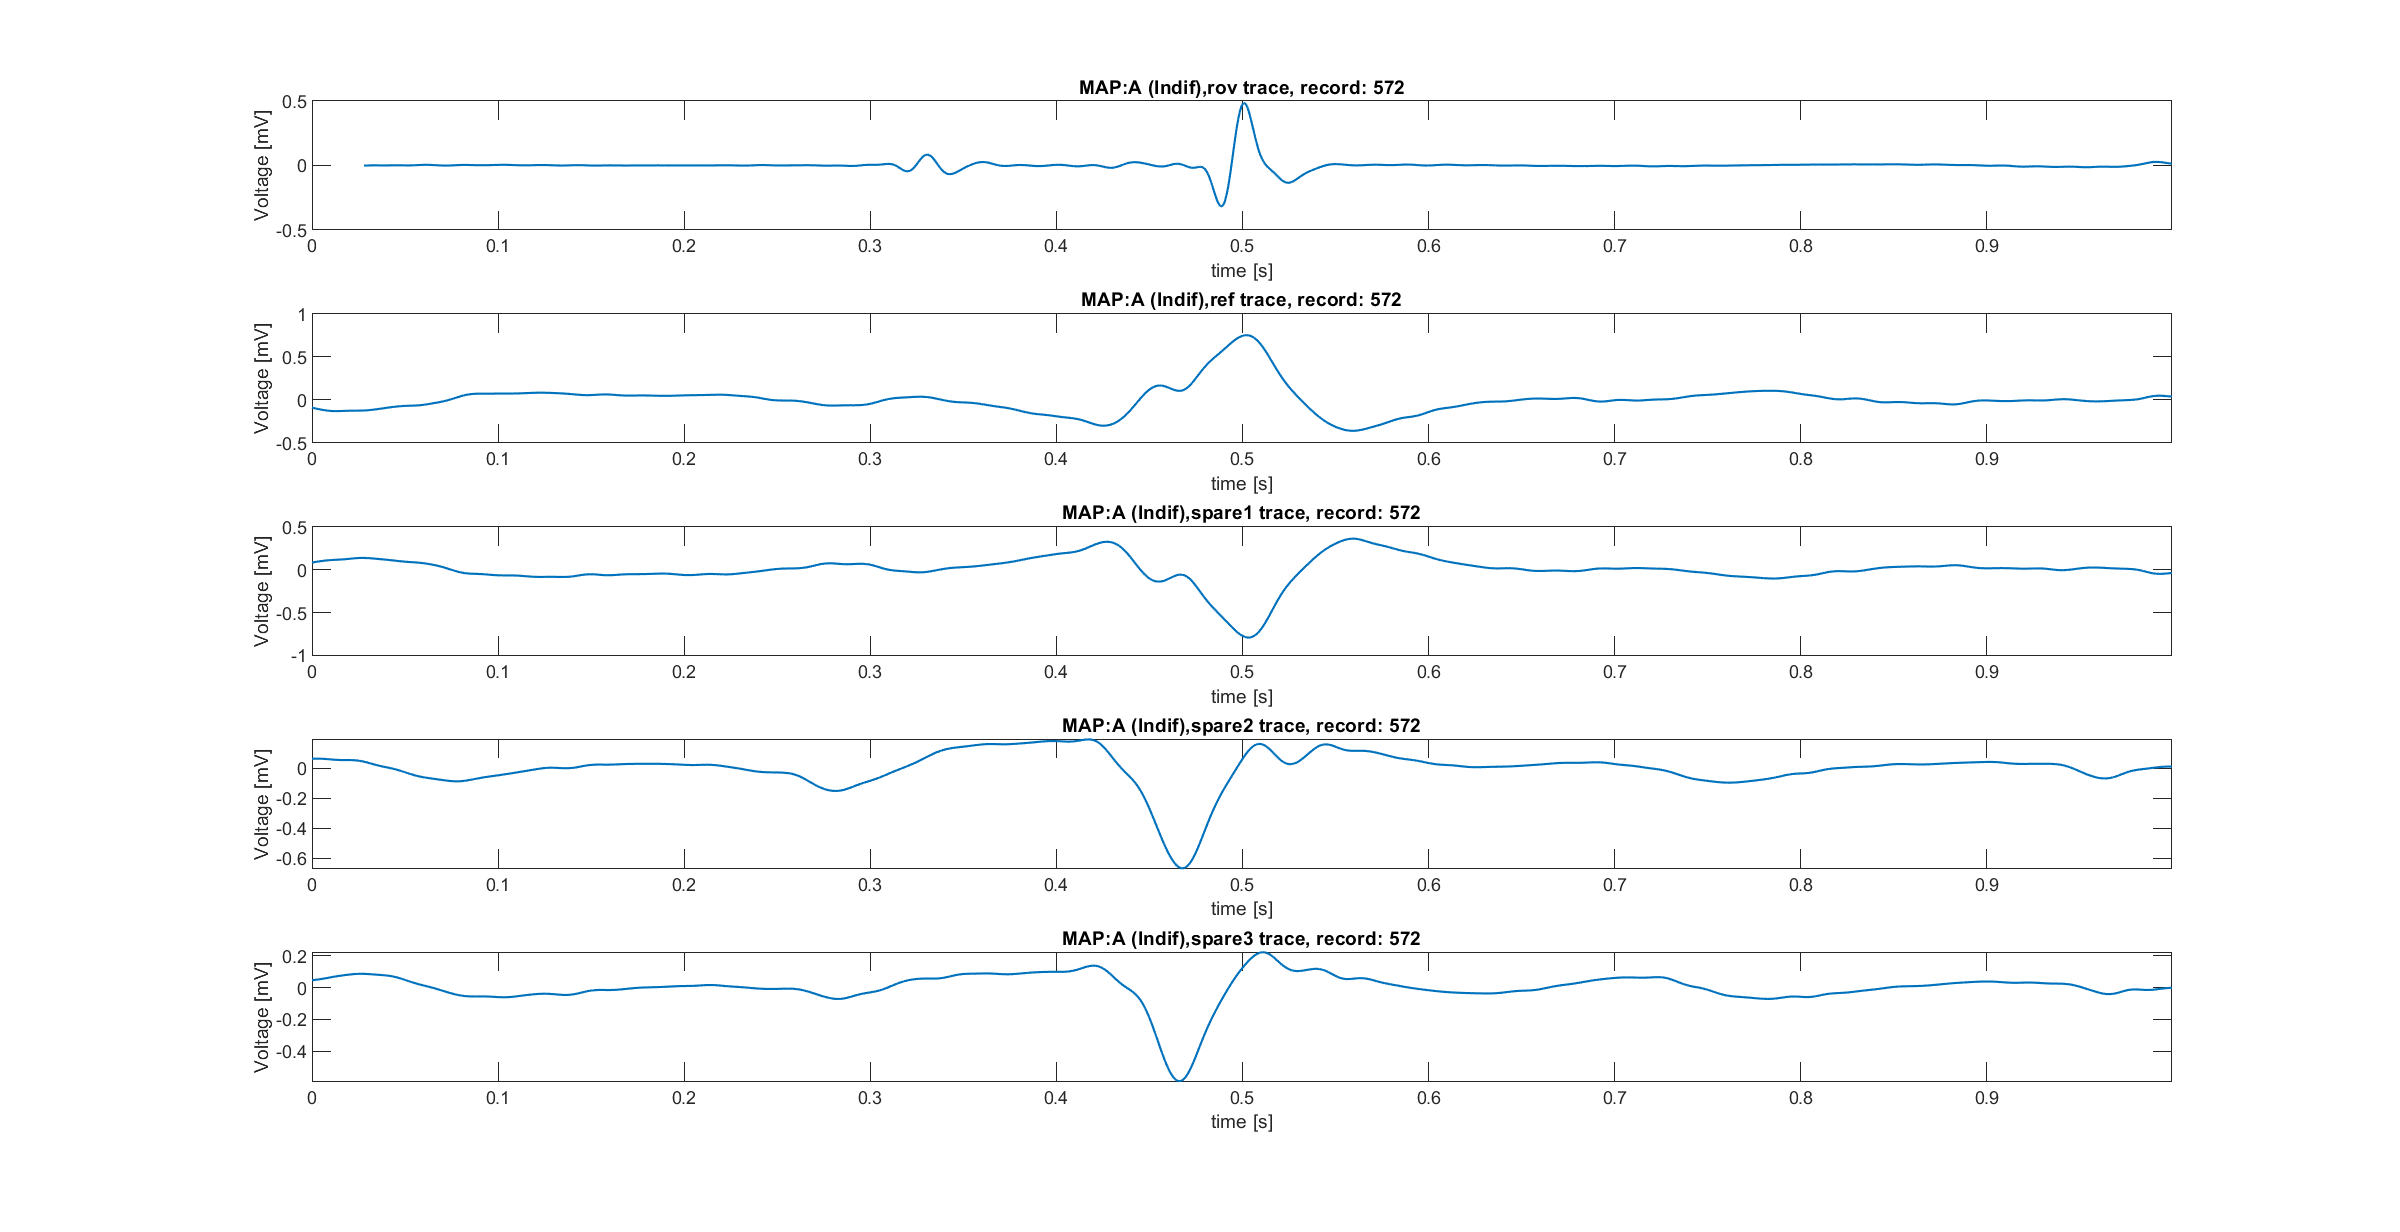 MAP:A (Indif),rov trace, record: 572
Voltage [mV]
0.5
0
-0.5
0 0.1 0.2 0.3 0.4 0.5 0.6 0.7 0.8 0.9
time [s]
MAP:A (Indif),ref trace, record: 572
Voltage [mV]
1
0.5
0
-0.5
0 0.1 0.2 0.3 0.4 0.5 0.6 0.7 0.8 0.9
time [s]
MAP:A (Indif),spare1 trace, record: 572
Voltage [mV]
0.5
0
-0.5
-1
0 0.1 0.2 0.3 0.4 0.5 0.6 0.7 0.8 0.9
time [s]
MAP:A (Indif),spare2 trace, record: 572
Voltage [mV]
0
-0.2
-0.4
-0.6
0 0.1 0.2 0.3 0.4 0.5 0.6 0.7 0.8 0.9
time [s]
MAP:A (Indif),spare3 trace, record: 572
Voltage [mV]
0.2
0
-0.2
-0.4
0 0.1 0.2 0.3 0.4 0.5 0.6 0.7 0.8 0.9
time [s]